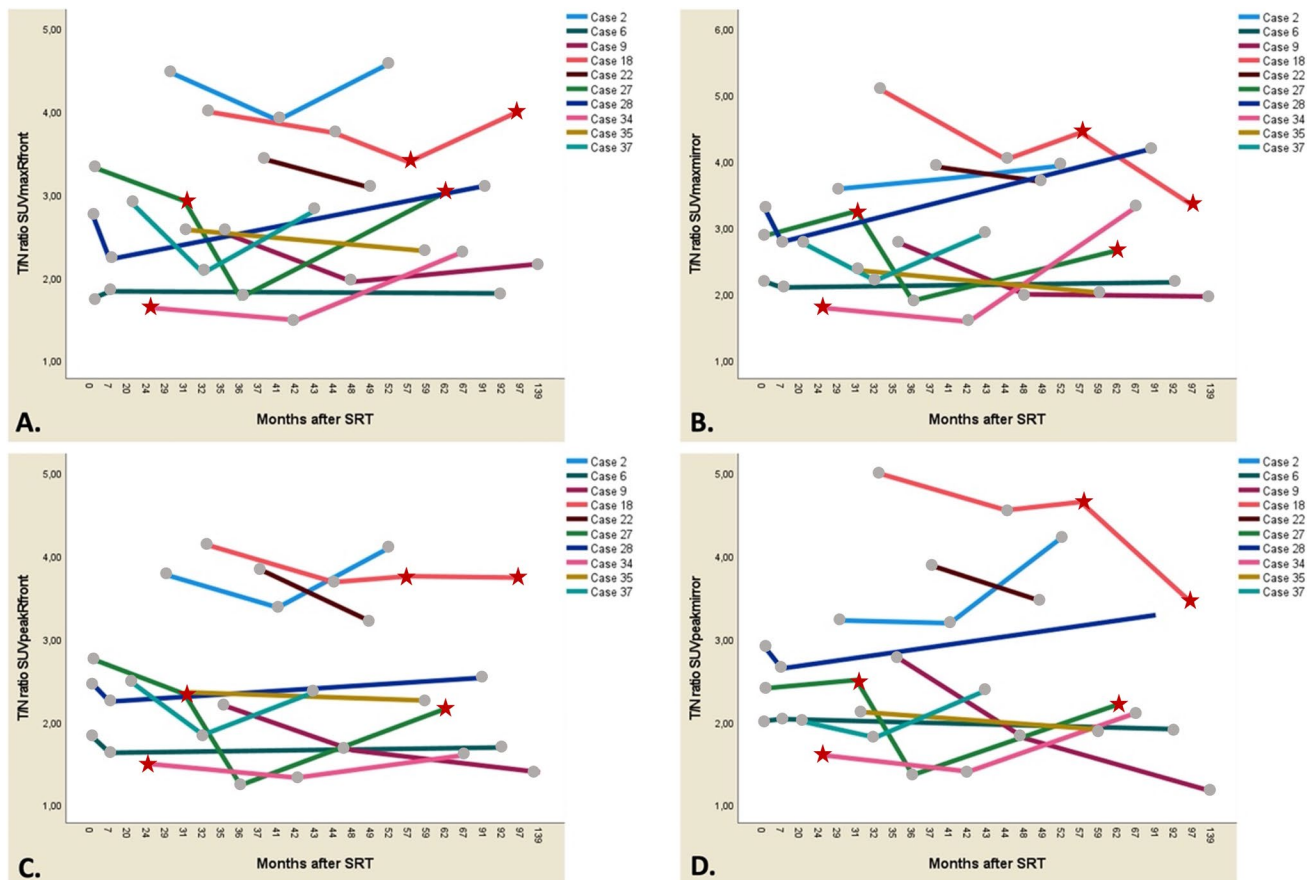 5,00
4,00
3,00
2,00
1,00
T/N ratio SUVmaxRfront
0 7 20 24 29 31 32 35 36 37 41 42 43 48 49 52 57 59 62 67 91 92 97 139
Months after SRT
A.
Case 2
Case 6
Case 9
Case 18
Case 22
Case 27
Case 28
Case 34
Case 35
Case 37
6,00
5,00
4,00
3,00
2,00
1,00
T/N ratio SUVmaxmirror
0 7 20 24 29 31 32 35 36 37 41 42 43 48 49 52 57 59 62 67 91 92 97 139
Months after SRT
B.
Case 2
Case 6
Case 9
Case 18
Case 22
Case 27
Case 28
Case 34
Case 35
Case 37
5,00
4,00
3,00
2,00
1,00
T/N ratio SUVpeakRfront
0 7 20 24 29 31 32 35 36 37 41 42 43 48 49 52 57 59 62 67 91 92 97 139
Months after SRT
C.
Case 2
Case 6
Case 9
Case 18
Case 22
Case 27
Case 28
Case 34
Case 35
Case 37
5,00
4,00
3,00
2,00
1,00
T/N ratio SUVpeakmirror
0 7 20 24 29 31 32 35 36 37 41 42 43 48 49 52 57 59 62 67 91 92 97 139
Months after SRT
D.
Case 2
Case 6
Case 9
Case 18
Case 22
Case 27
Case 28
Case 34
Case 35
Case 37